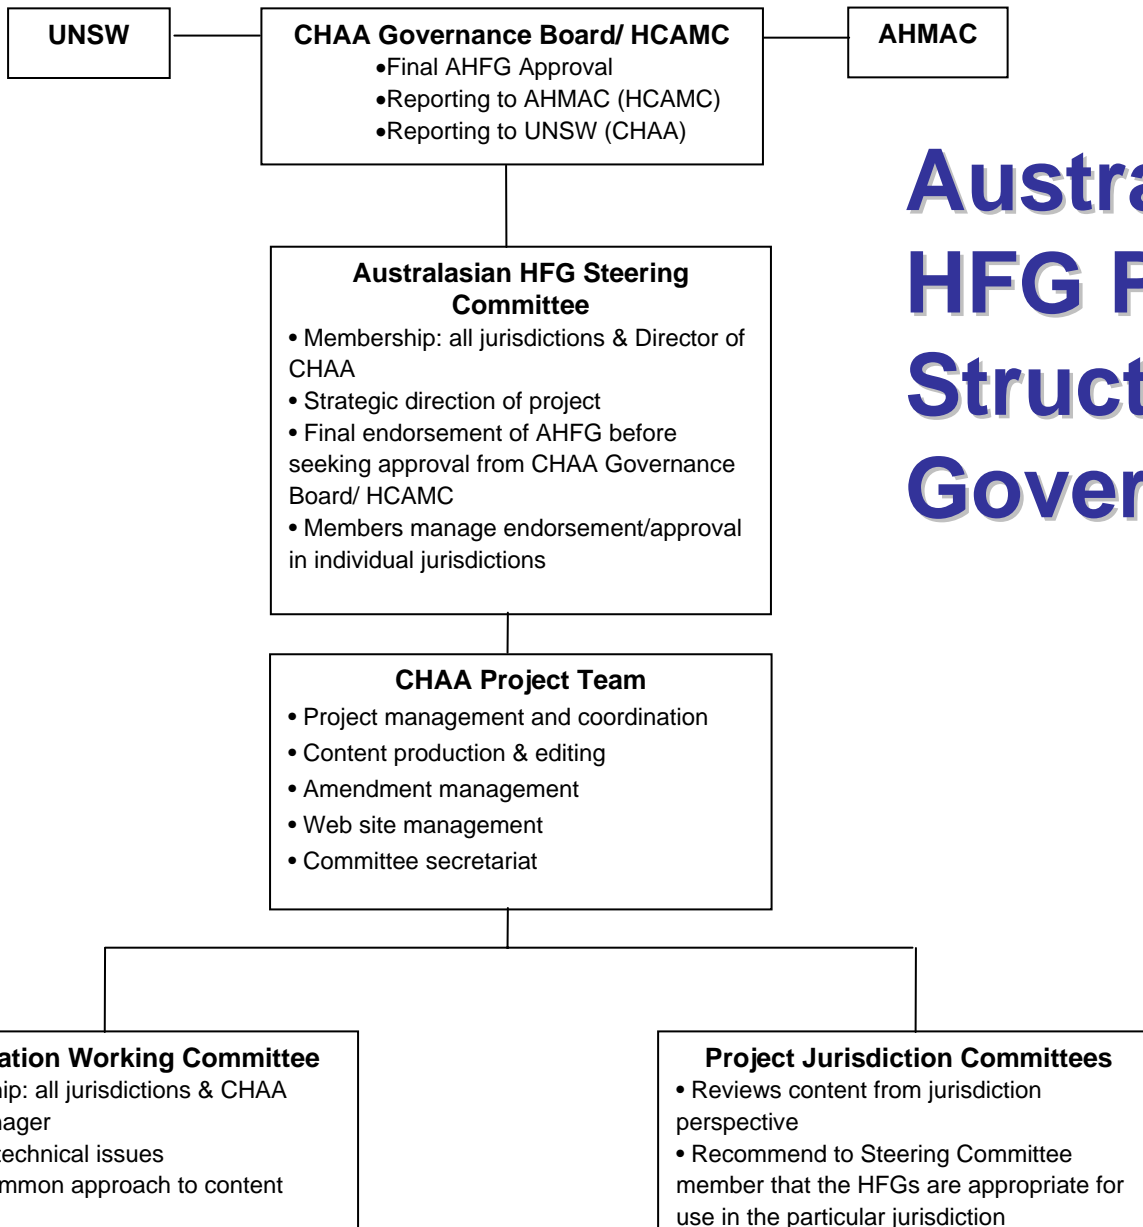 UNSW
CHAA Governance Board/ HCAMC
•Final AHFG Approval
•Reporting to AHMAC (HCAMC)
•Reporting to UNSW (CHAA)
AHMAC
Austra
HFG P
Struct
Gover
Australasian HFG Steering
Committee
• Membership: all jurisdictions & Director of
CHAA
• Strategic direction of project
• Final endorsement of AHFG before
seeking approval from CHAA Governance
Board/ HCAMC
• Members manage endorsement/approval
in individual jurisdictions
CHAA Project Team
• Project management and coordination
• Content production & editing
• Amendment management
• Web site management
• Committee secretariat
ation Working Committee
ip: all jurisdictions & CHAA
ager
technical issues
mmon approach to content
Project Jurisdiction Committees
• Reviews content from jurisdiction
perspective
• Recommend to Steering Committee
member that the HFGs are appropriate for
use in the particular jurisdiction